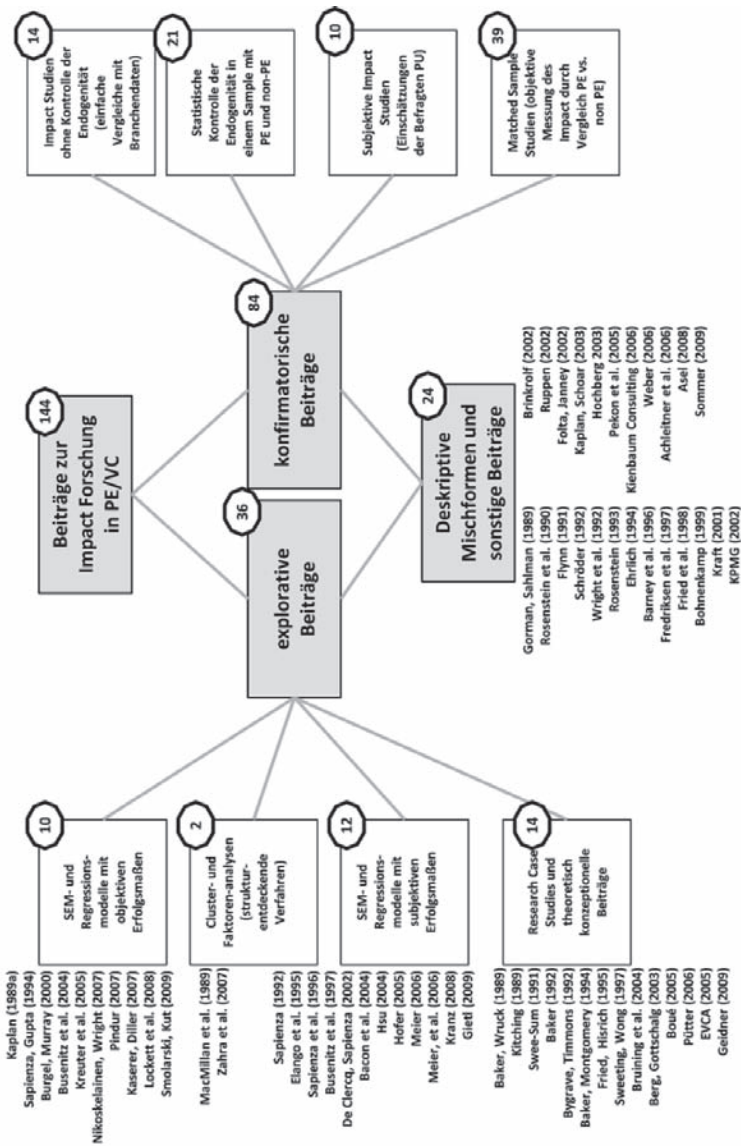 144
Beiträge zur
Impact Forschung
in PE/VC
36
explorative
Beiträge
84
konfirmatorische
Beiträge
24
Deskriptive
Mischformen und
sonstige Beiträge
Gorman, Sahlman (1989)
Rosenstein et al. (1990)
Flynn (1991)
Schröder (1992)
Wright et al. (1992)
Rosenstein (1993)
Ehrlich (1994)
Barney et al. (1996)
Fredriksen et al. (1997)
Fried et al. (1998)
Bohnenkamp (1999)
Kraft (2001)
KPMG (2002)
Brinkrolf (2002)
Ruppen (2002)
Folta, Janney (2002)
Kaplan, Schoar (2003)
Hochberg 2003)
Pekon et al. (2005)
Kienbaum Consulting (2006)
Weber (2006)
Achleitner et al. (2006)
Asel (2008)
Sommer (2009)
Kaplan (1989a)
Sapienza, Gupta (1994)
Burgel, Murray (2000)
Busenitz et al. (2004)
Kreuter et al. (2005)
Nikoskelainen, Wright (2007)
Pindur (2007)
Kaserer, Diller (2007)
Lockett et al. (2008)
Smolarski, Kut (2009)
10
SEM- und
Regressions-
modelle mit
objektiven
Erfolgsmaßen
MacMillan et al. (1989)
Zahra et al. (2007)
2
Cluster- und
Faktoren-analysen
(struktur-
entdeckende
Verfahren)
Sapienza (1992)
Elango et al. (1995)
Sapienza et al. (1996)
Busenitz et al. (1997)
De Clercq, Sapienza (2002)
Bacon et al. (2004)
Hsu (2004)
Hofer (2005)
Meier (2006)
Meier, et al. (2006)
Kranz (2008)
Gietl (2009)
12
SEM- und
Regressions-
modelle mit
subjektiven
Erfolgsmaßen
Baker, Wruck (1989)
Kitching (1989)
Swee-Sum (1991)
Baker (1992)
Bygrave, Timmons (1992)
Baker, Montgomery (1994)
Fried, Hisrich (1995)
Sweeting, Wong (1997)
Bruining et al. (2004)
Berg, Gottschalg (2003)
Bouè (2005)
Pütter (2006)
EVCA (2005)
Geidner (2009)
14
Research Case
Studies und
theoretisch
konzeptionelle
Beiträge
14
Impact Studien
ohne Kontrolle der
Endogenität
(einfache
Vergleiche mit
Branchendaten)
21
Statistische
Kontrolle der
Endogenität in
einem Sample mit
PE und non-PE
10
Subjektive Impact
Studien
(Einschätzungen
der Befragten PU)
39
Matched Sample
Studien (objektive
Messung des
Impact durch
Vergleich PE vs.
non PE)